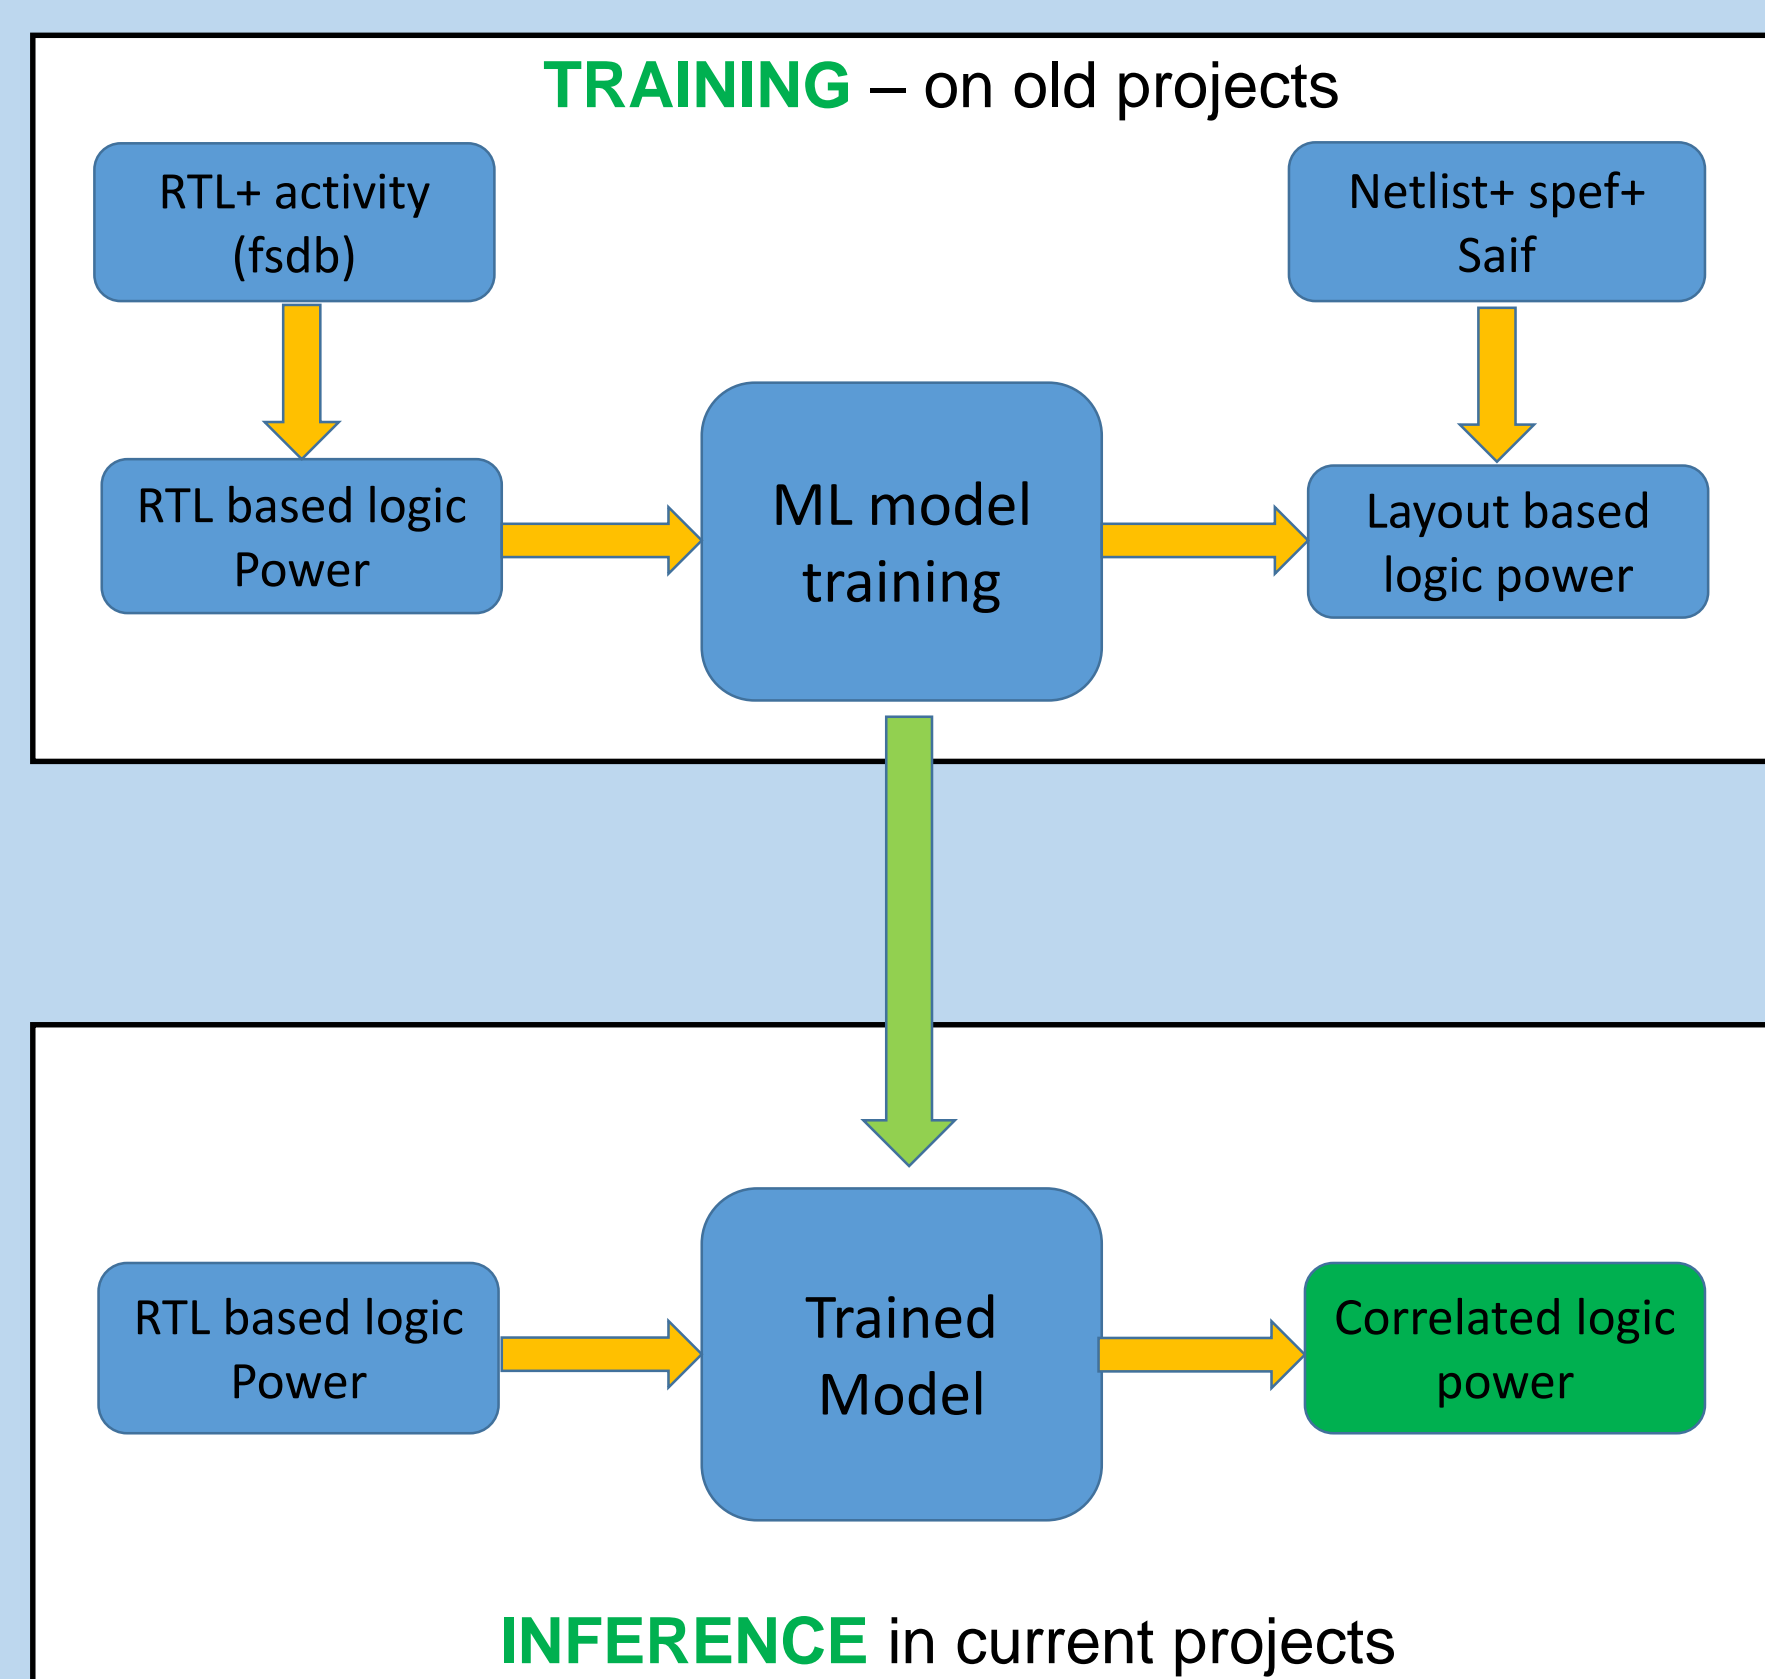 TRAINING – on old projects
RTL+ activity
(fsdb)
Netlist+ spef+
Saif
RTL based logic
Power
ML model
training
Layout based
logic power
RTL based logic
Power
Trained
Model
Correlated logic
power
INFERENCE in current projects